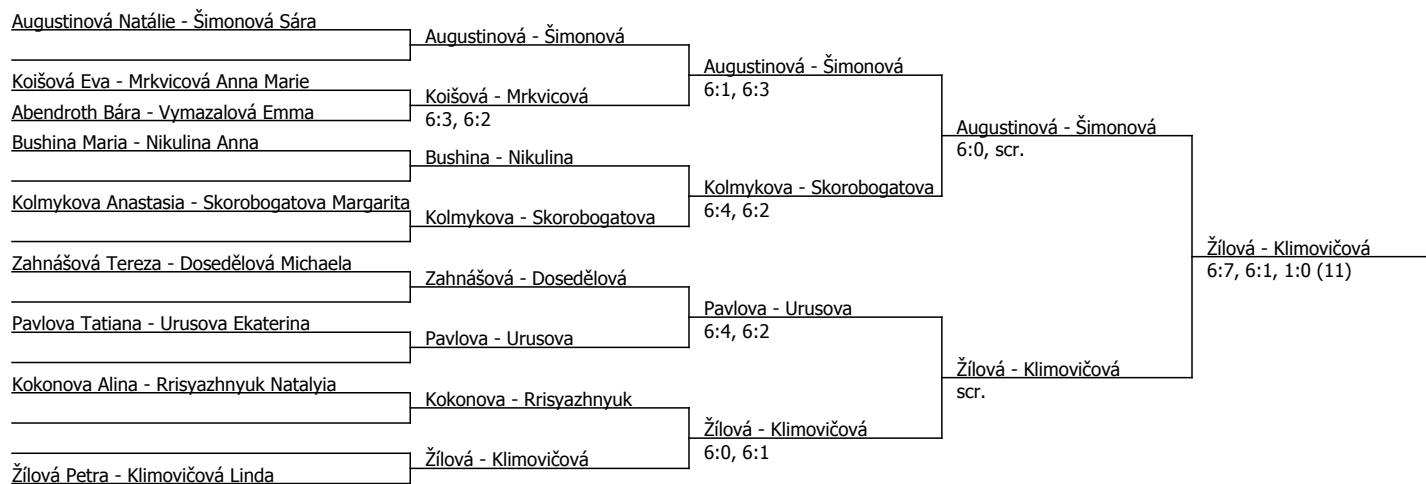 Augustinová Natálie - Šimonová Sára
Augustinová - Šimonová
Augustinová - Šimonová
6:1, 6:3
Koišová Eva - Mrkvicová Anna Marie
Koišová - Mrkvicová
6:3, 6:2
Abendroth Bára - Vymazalová Emma
Augustinová - Šimonová
6:0, scr.
Bushina Maria - Nikulina Anna
Bushina - Nikulina
Kolmykova - Skorobogatova
6:4, 6:2
Kolmykova Anastasia - Skorobogatova Margarita
Kolmykova - Skorobogatova
Žílová - Klimovičová
6:7, 6:1, 1:0 (11)
Zahnášová Tereza - Dosedělová Michaela
Zahnášová - Dosedělová
Pavlova - Urusova
6:4, 6:2
Pavlova Tatiana - Urusova Ekaterina
Pavlova - Urusova
Žílová - Klimovičová
scr.
Kokonova Alina - Rrisyazhnyuk Natalyia
Kokonova - Rrisyazhnyuk
Žílová - Klimovičová
6:0, 6:1
Žílová - Klimovičová
Žílová Petra - Klimovičová Linda